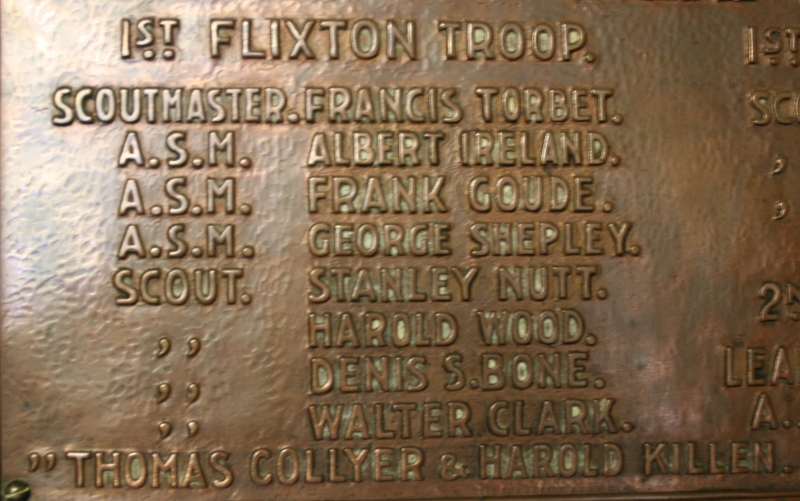 1ST FLIXTON TROOP.
SCOUTMASTER. FRANCIS TORBET.
A.S.M. ALBERT IRELAND.
A.S.M. FRANK GOUDE.
A.S.M. GEORGE SHEPLEY.
SCOUT. STANLEY NUTT.
,, HAROLD WOOD.
,, DENIS S. BONE.
,, WALTER CLARK.
" THOMAS COLLYER & HAROLD KILLEN.
1ST